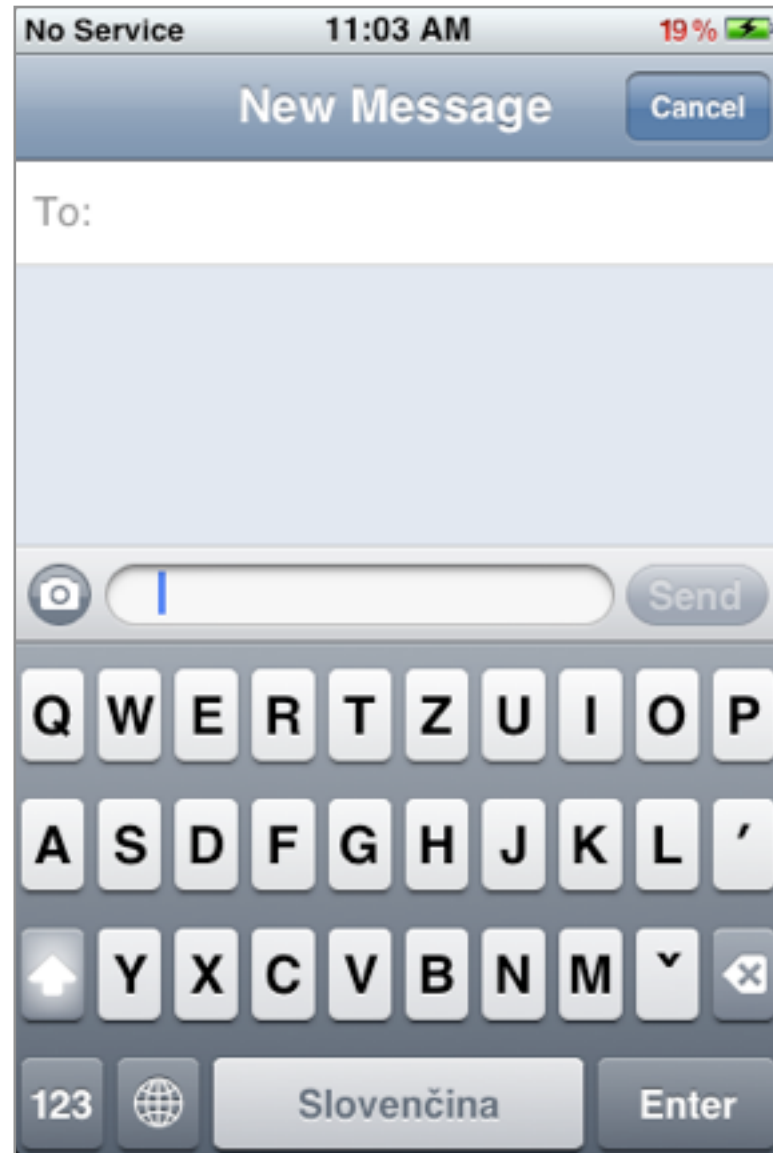 No Service 11:03 AM 19%
New Message Cancel
To:
Send
Q W E R T Z U I O P
A S D F G H J K L ´
Y X C V B N M ˇ
123 Slovenčina Enter